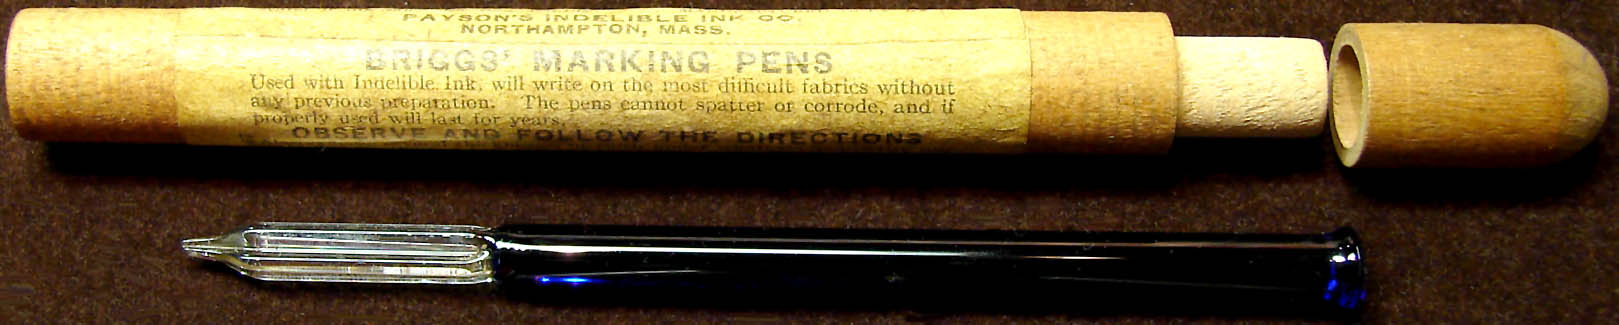 PAYSON'S INDELIBLE INK CO.
NORTHAMPTON, MASS.
BRIGGS' MARKING PENS
Used with Indelible Ink, will write on the most difficult fabrics without
any previous preparation. The pens cannot spatter or corrode, and if
properly used will last for years.
OBSERVE AND FOLLOW THE DIRECTIONS